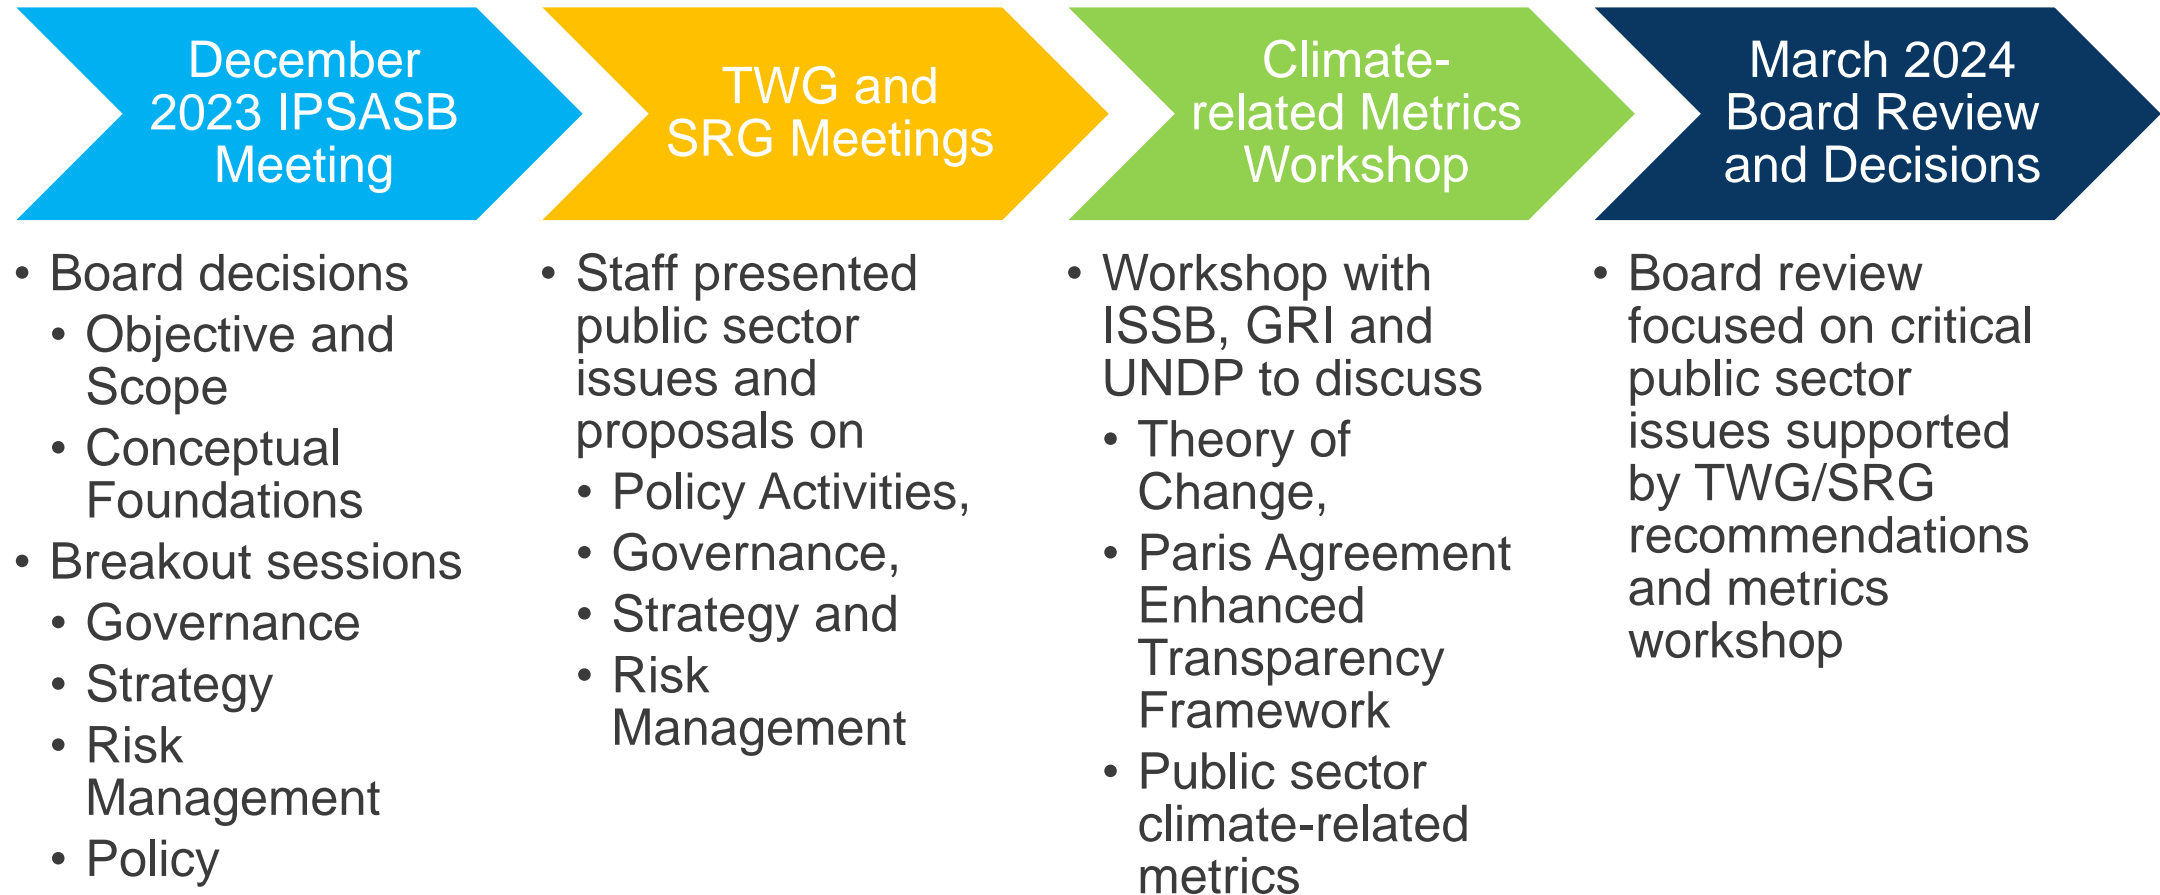 December
2023 IPSASB
Meeting
• Board decisions
• Objective and
Scope
• Conceptual
Foundations
• Breakout sessions
• Governance
• Strategy
• Risk
Management
• Policy
TWG and
SRG Meetings
• Staff presented
public sector
issues and
proposals on
• Policy Activities,
• Governance,
• Strategy and
• Risk
Management
Climate-
related Metrics
Workshop
• Workshop with
ISSB, GRI and
UNDP to discuss
• Theory of
Change,
• Paris Agreement
Enhanced
Transparency
Framework
• Public sector
climate-related
metrics
March 2024
Board Review
and Decisions
• Board review
focused on critical
public sector
issues supported
by TWG/SRG
recommendations
and metrics
workshop